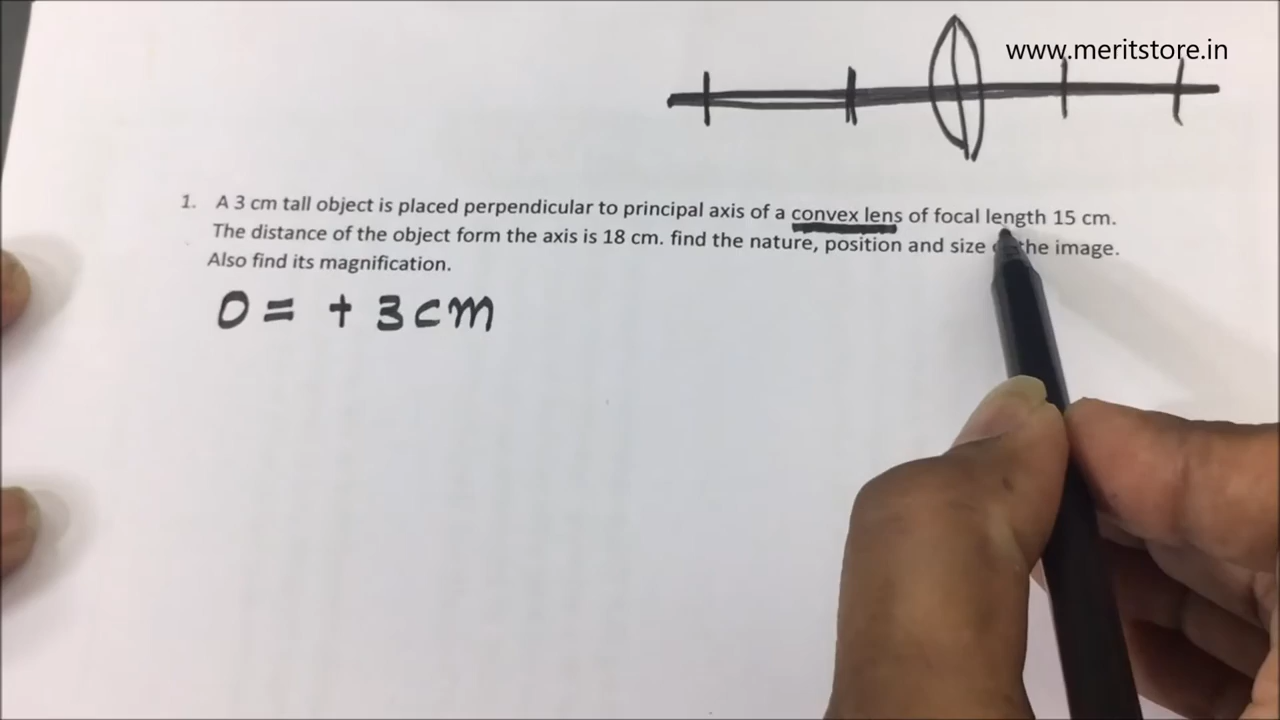 www.meritstore.in
1. A 3 cm tall object is placed perpendicular to principal axis of a convex lens of focal length 15 cm.
The distance of the object form the axis is 18 cm. find the nature, position and size the image.
Also find its magnification.
O = + 3 cm